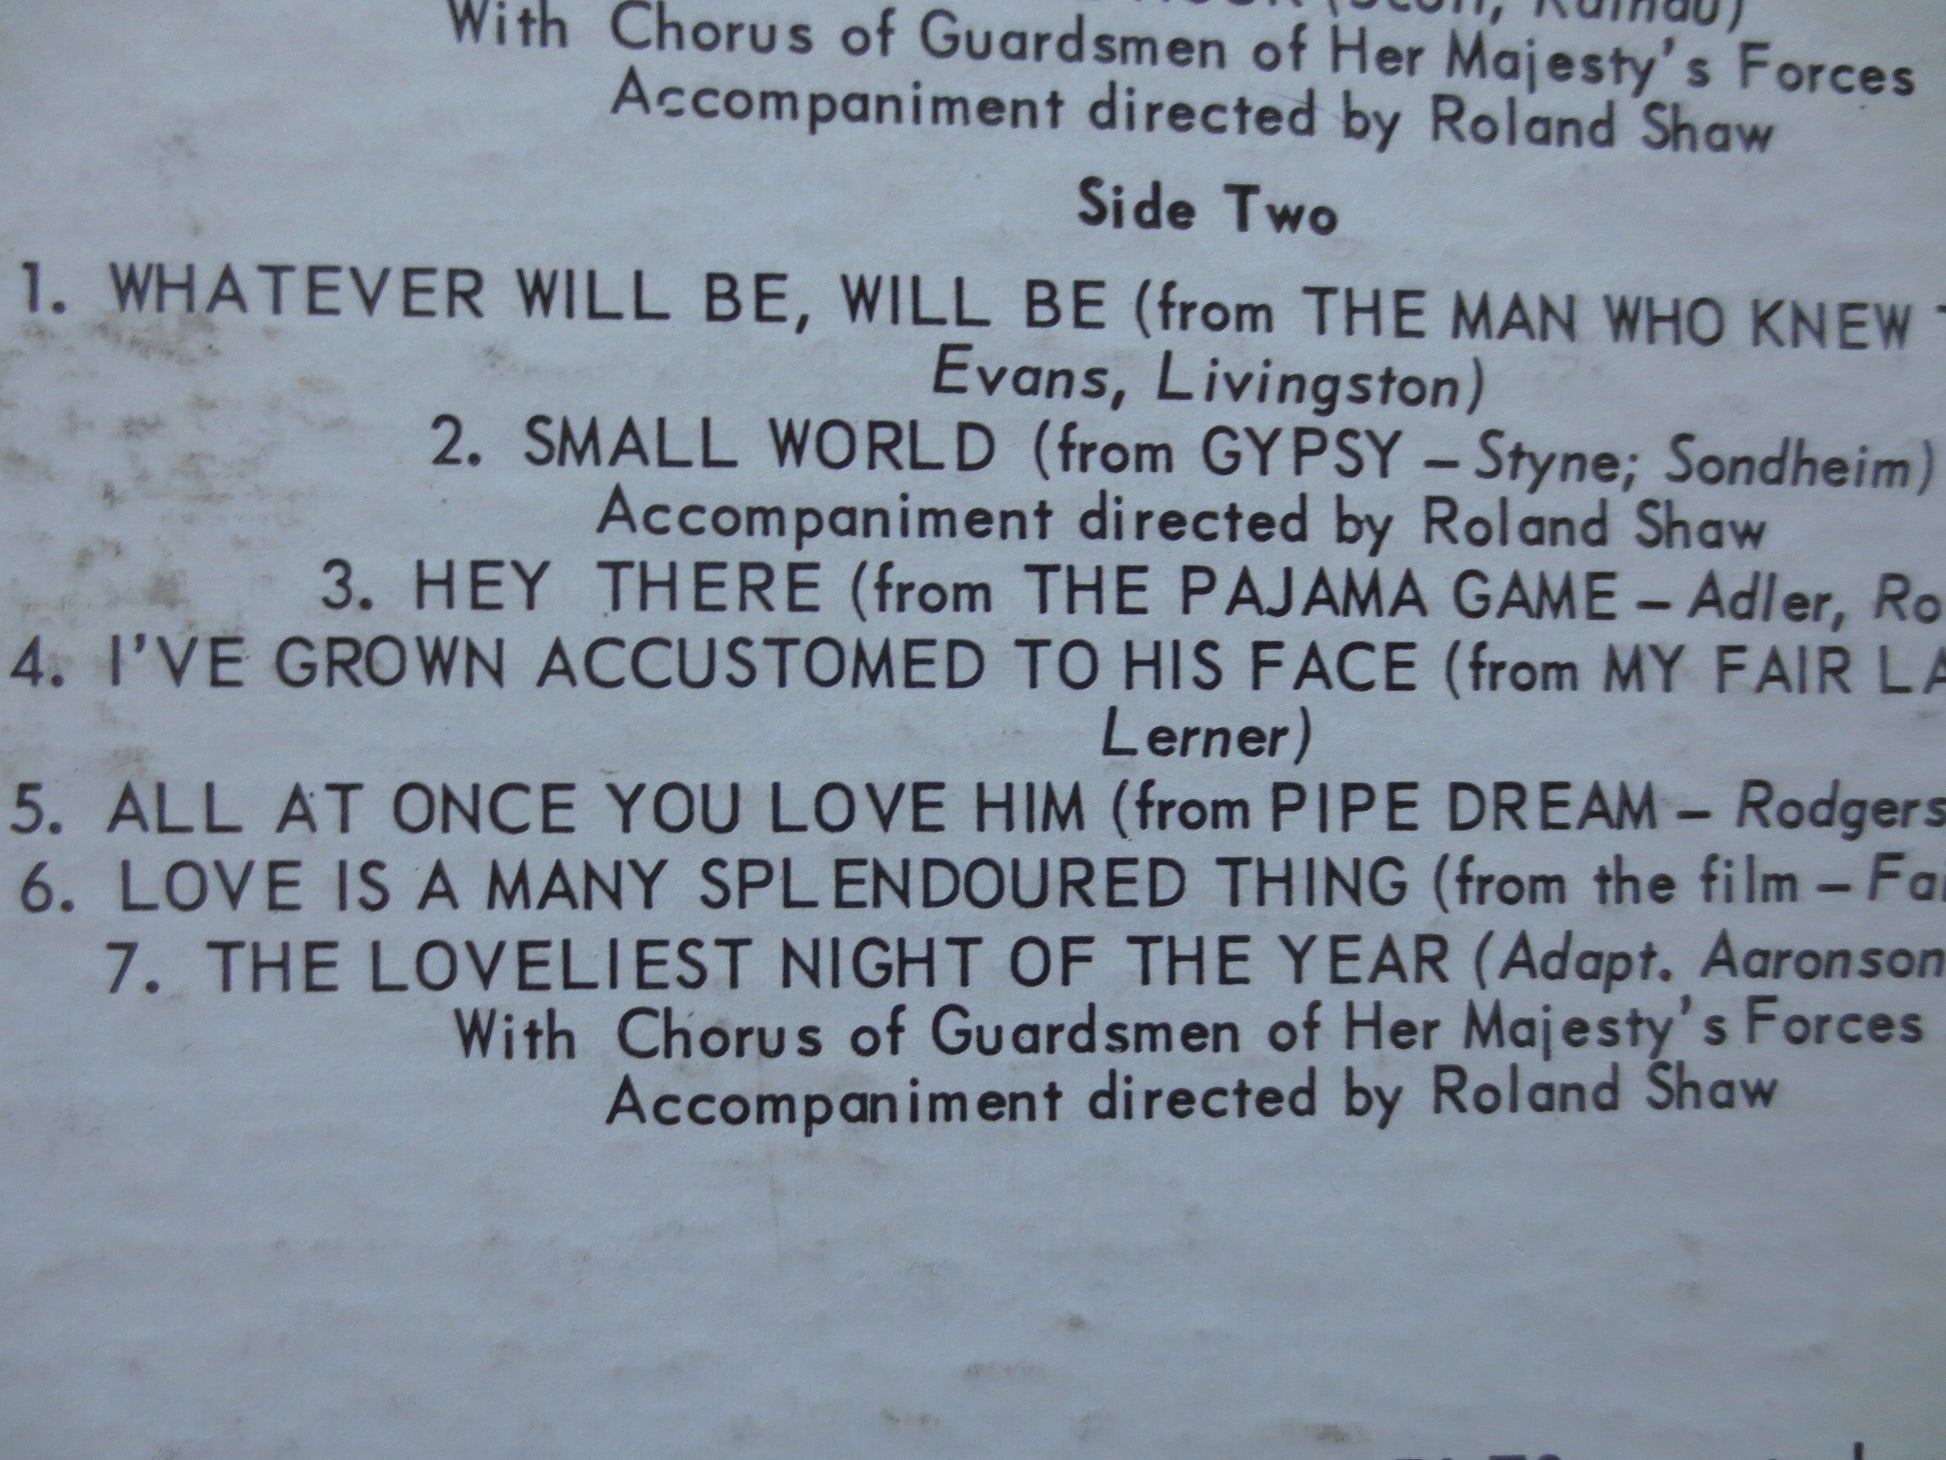 With Chorus of Guardsmen of Her Majesty's Forces
Accompaniment directed by Roland Shaw
Side Two
1. WHATEVER WILL BE, WILL BE (from THE MAN WHO KNEW
Evans, Livingston)
2. SMALL WORLD (from GYPSY – Styne; Sondheim)
Accompaniment directed by Roland Shaw
3. HEY THERE (from THE PAJAMA GAME – Adler, Ro
4. I'VE GROWN ACCUSTOMED TO HIS FACE (from MY FAIR LA
Lerner)
5. ALL AT ONCE YOU LOVE HIM (from PIPE DREAM – Rodgers
6. LOVE IS A MANY SPLENDOURED THING (from the film – Fai
7. THE LOVELIEST NIGHT OF THE YEAR (Adapt. Aaronson
With Chorus of Guardsmen of Her Majesty's Forces
Accompaniment directed by Roland Shaw